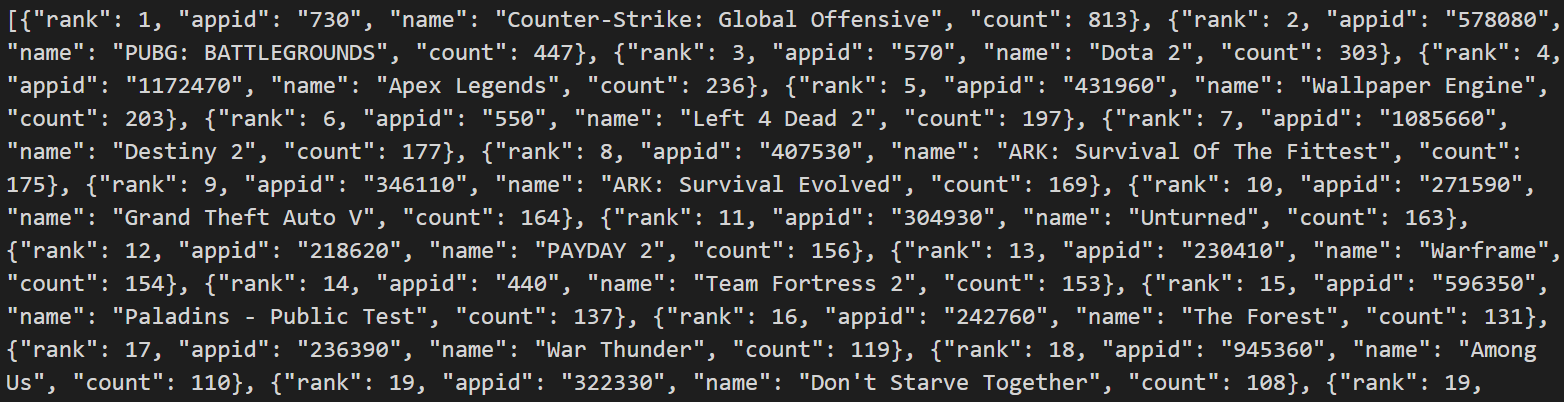 [{"rank": 1, "appid": "730", "name": "Counter-Strike: Global Offensive", "count": 813}, {"rank": 2, "appid": "578080",
"name": "PUBG: BATTLEGROUNDS", "count": 447}, {"rank": 3, "appid": "570", "name": "Dota 2", "count": 303}, {"rank": 4,
"appid": "1172470", "name": "Apex Legends", "count": 236}, {"rank": 5, "appid": "431960", "name": "Wallpaper Engine",
"count": 203}, {"rank": 6, "appid": "550", "name": "Left 4 Dead 2", "count": 197}, {"rank": 7, "appid": "1085660",
"name": "Destiny 2", "count": 177}, {"rank": 8, "appid": "407530", "name": "ARK: Survival Of The Fittest", "count":
175}, {"rank": 9, "appid": "346110", "name": "ARK: Survival Evolved", "count": 169}, {"rank": 10, "appid": "271590",
"name": "Grand Theft Auto V", "count": 164}, {"rank": 11, "appid": "304930", "name": "Unturned", "count": 163},
{"rank": 12, "appid": "218620", "name": "PAYDAY 2", "count": 156}, {"rank": 13, "appid": "230410", "name": "Warframe",
"count": 154}, {"rank": 14, "appid": "440", "name": "Team Fortress 2", "count": 153}, {"rank": 15, "appid": "596350",
"name": "Paladins - Public Test", "count": 137}, {"rank": 16, "appid": "242760", "name": "The Forest", "count": 131},
{"rank": 17, "appid": "236390", "name": "War Thunder", "count": 119}, {"rank": 18, "appid": "945360", "name": "Among
Us", "count": 110}, {"rank": 19, "appid": "322330", "name": "Don't Starve Together", "count": 108}, {"rank": 19,